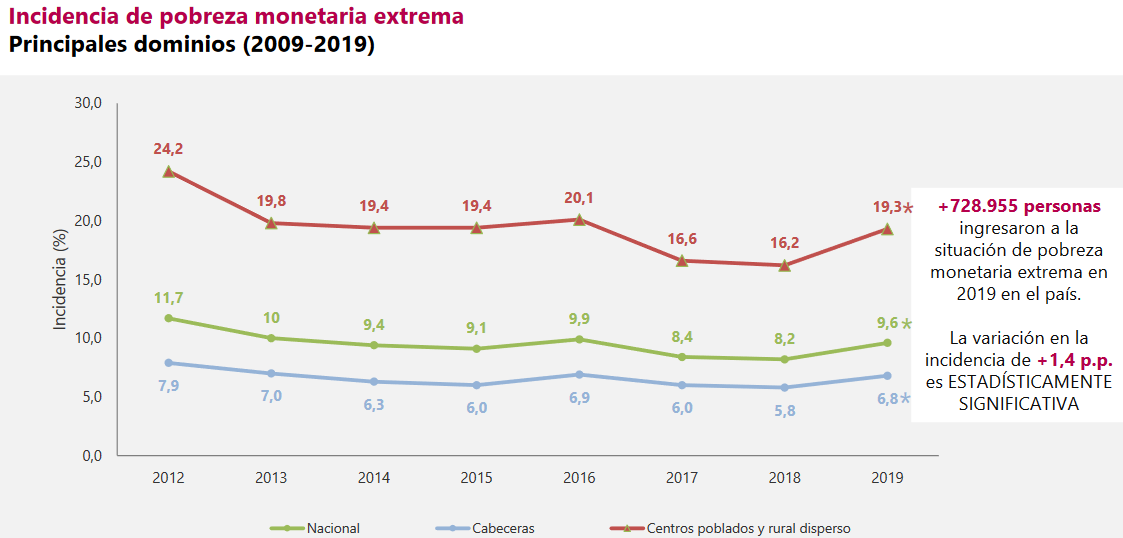 Incidencia de pobreza monetaria extrema
Principales dominios (2009-2019)
Incidencia (%)
30,0
25,0
20,0
15,0
10,0
5,0
0,0
24,2
19,8
19,4
19,4
20,1
16,6
16,2
19,3*
11,7
10
9,4
9,1
9,9
8,4
8,2
9,6*
7,9
7,0
6,3
6,0
6,9
6,0
5,8
6,8*
2012
2013
2014
2015
2016
2017
2018
2019
Nacional
Cabeceras
Centros poblados y rural disperso
+728.955 personas
ingresaron a la
situación de pobreza
monetaria extrema en
2019 en el país.
La variación en la
incidencia de +1,4 p.p.
es ESTADÍSTICAMENTE
SIGNIFICATIVA